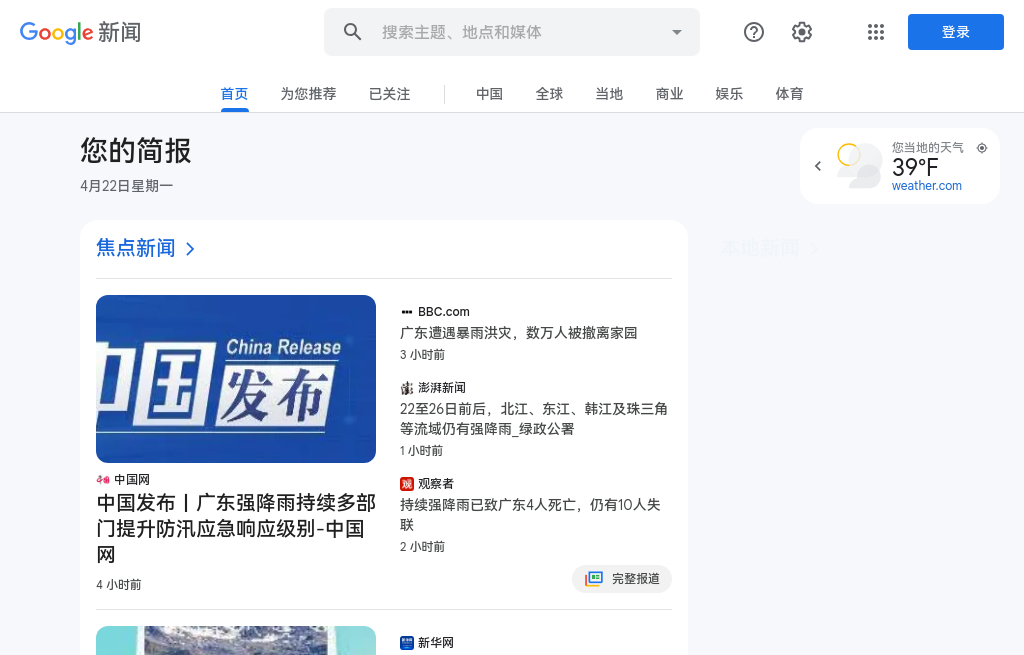 Google 新闻
搜索主题、地点和媒体
登录
首页 为您推荐 已关注 中国 全球 当地 商业 娱乐 体育
您的简报
4月22日星期一
您当地的天气
39°F
weather.com
焦点新闻
本地新闻
China Release
中国
发布
中国网
中国发布丨广东强降雨持续多部
门提升防汛应急响应级别-中国
网
4 小时前
BBC.com
广东遭遇暴雨洪灾，数万人被撤离家园
3 小时前
澎湃新闻
22至26日前后，北江、东江、韩江及珠三角
等流域仍有强降雨_绿政公署
1 小时前
观察者
持续强降雨已致广东4人死亡，仍有10人失
联
2 小时前
完整报道
新华网